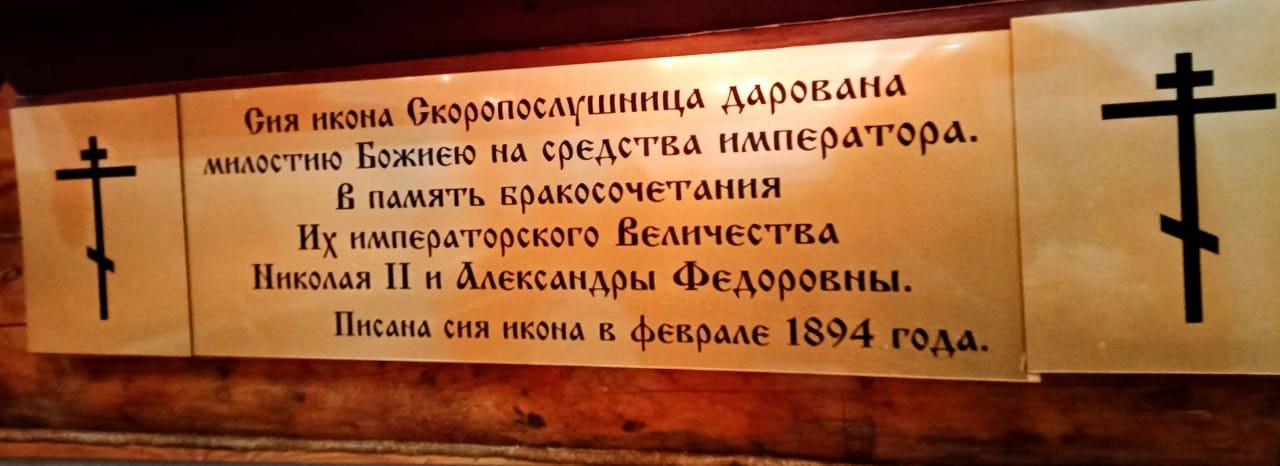 Сия икона Скоропослушница дарована
милостию Божиею на средства императора.
В память бракосочетания
Их императорского Величества
Николая II и Александры Федоровны.
Писана сия икона в феврале 1894 года.